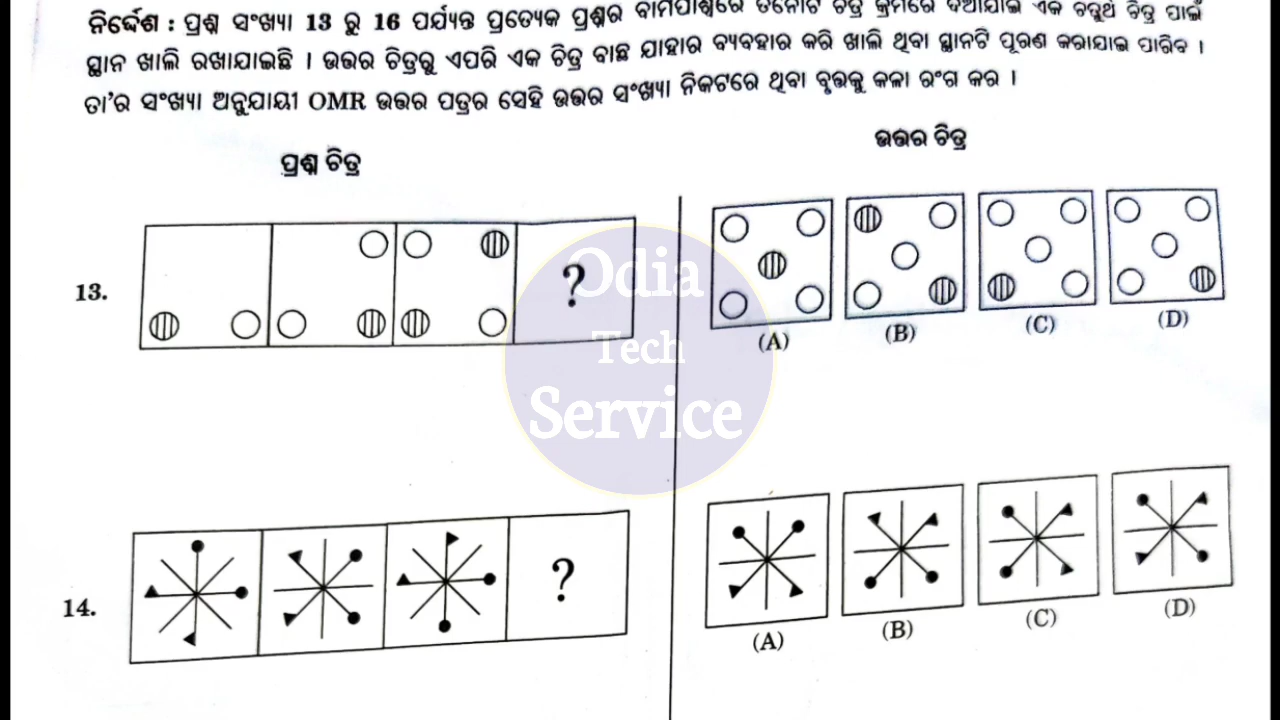 ନିର୍ଦ୍ଦେଶ : ପ୍ରଶ୍ନ ସଂଖ୍ୟା 13 ରୁ 16 ପର୍ଯ୍ୟନ୍ତ ପ୍ରତ୍ୟେକ ପ୍ରଶ୍ନର ବାମପାର୍ଶ୍ଵରେ ତିନୋଟି ଚିତ୍ର କ୍ରମରେ ଦିଆଯାଇ ଏକ ଚତୁର୍ଥ ଚିତ୍ର ପାଇଁ
ସ୍ଥାନ ଖାଲି ରଖାଯାଇଛି । ଉତ୍ତର ଚିତ୍ରରୁ ଏପରି ଏକ ଚିତ୍ର ବାଛ ଯାହାର ବ୍ୟବହାର କରି ଖାଲି ଥିବା ସ୍ଥାନଟି ପୂରଣ କରାଯାଇ ପାରିବ ।
ତା'ର ସଂଖ୍ୟା ଅନୁଯାୟୀ OMR ଉତ୍ତର ପତ୍ରର ସେହି ଉତ୍ତର ସଂଖ୍ୟା ନିକଟରେ ଥିବା ବୃତ୍ତକୁ କଳା ରଂଗ କର ।
ପ୍ରଶ୍ନ ଚିତ୍ର
ଉତ୍ତର ଚିତ୍ର
13.
?
(A)
(B)
(C)
(D)
Odia
Tech
Service
14.
?
(A)
(B)
(C)
(D)